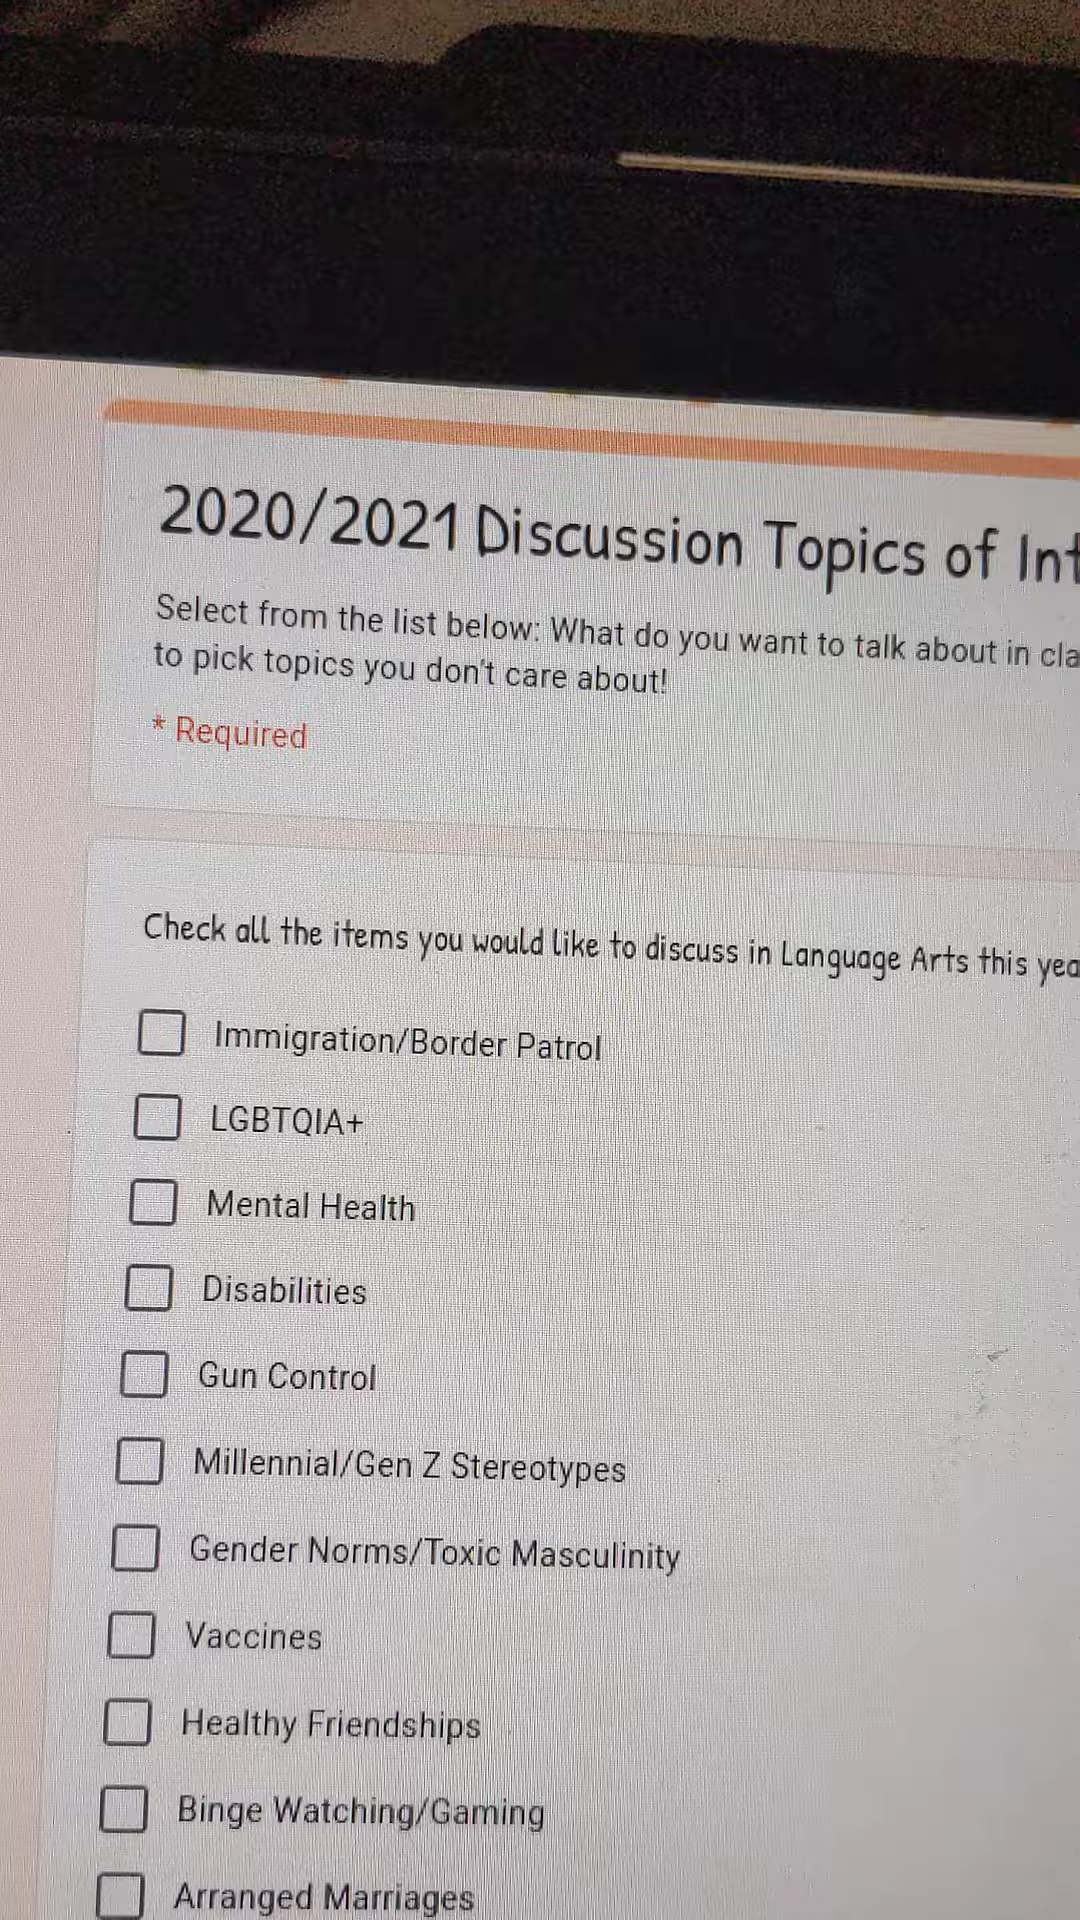 2020/2021 Discussion Topics of Int
Select from the list below: What do you want to talk about in cla
to pick topics you don't care about!
* Required
Check all the items you would like to discuss in Language Arts this yea
Immigration/Border Patrol
LGBTQIA+
Mental Health
Disabilities
Gun Control
Millennial/Gen Z Stereotypes
Gender Norms/Toxic Masculinity
Vaccines
Healthy Friendships
Binge Watching/Gaming
Arranged Marriages